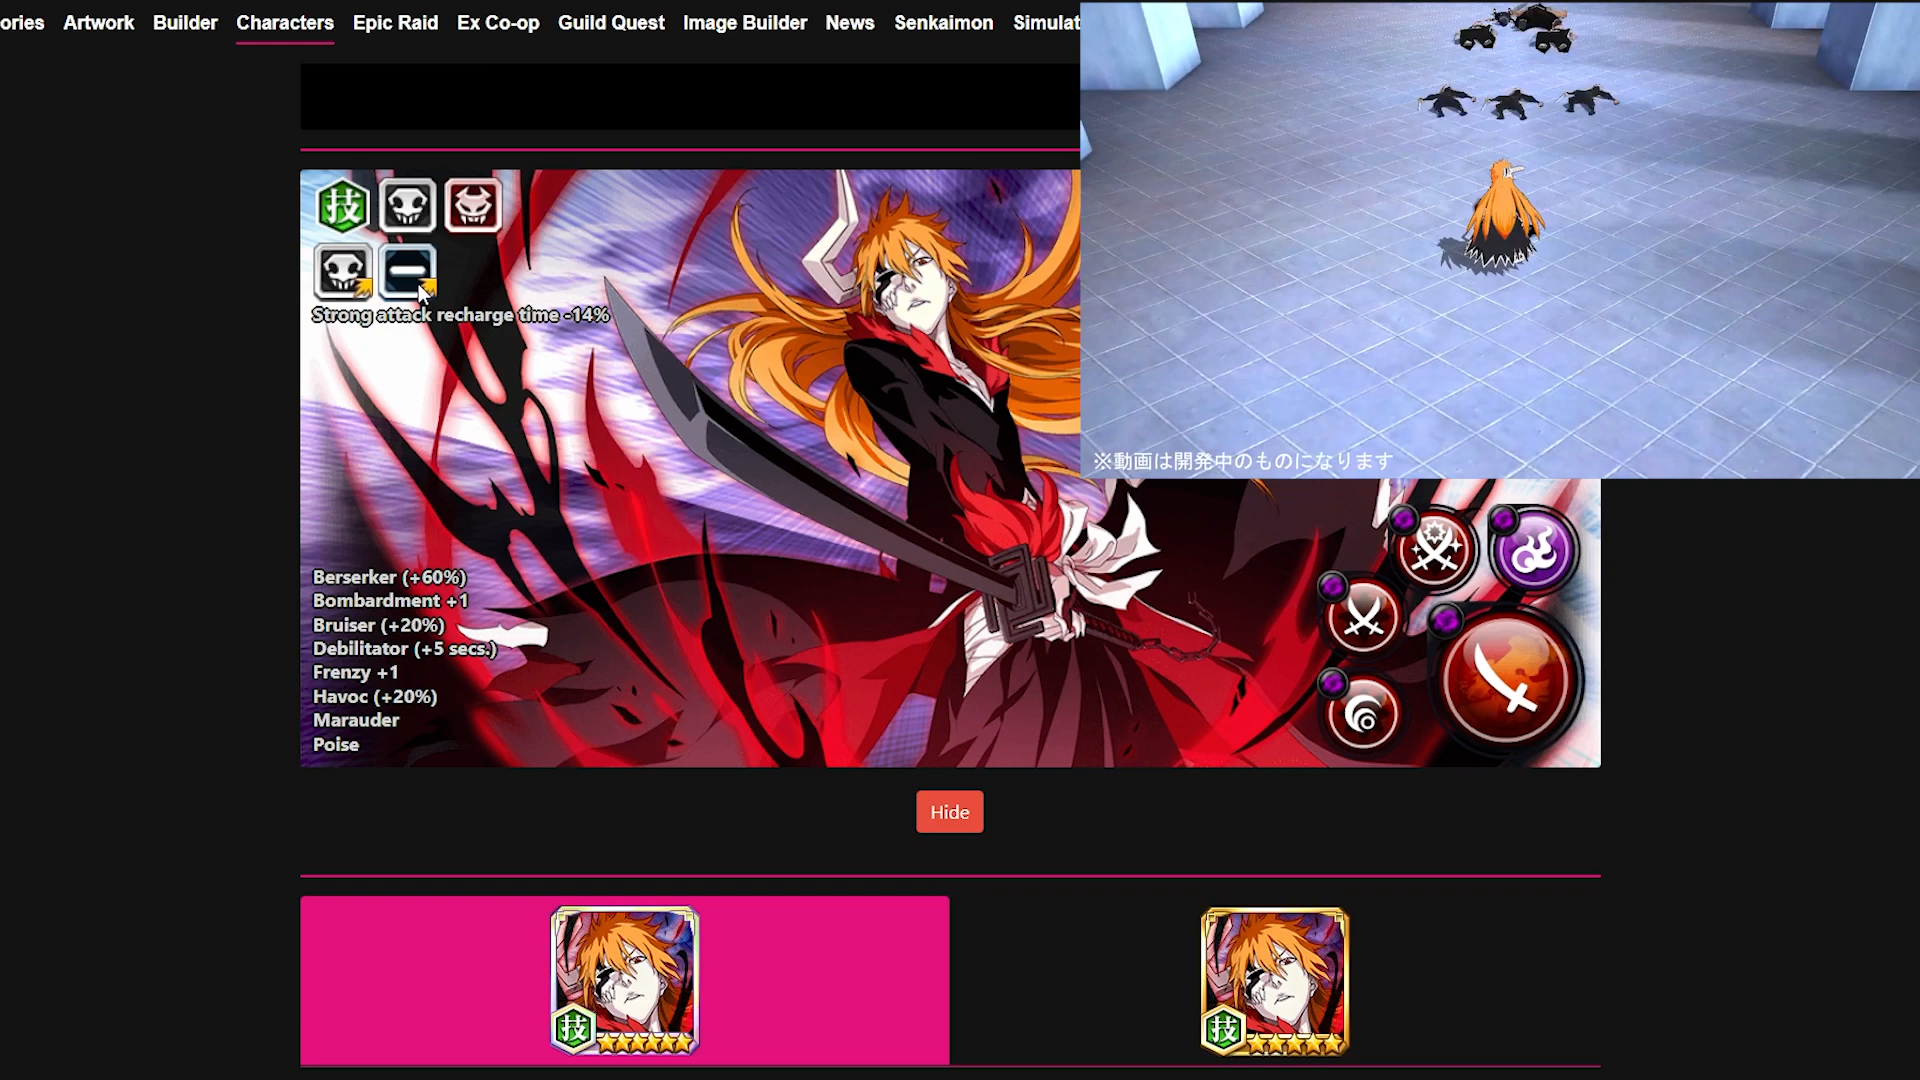 ories Artwork Builder Characters Epic Raid Ex Co-op Guild Quest Image Builder News Senkaimon Simulat
技
Strong attack recharge time -14%
※動画は開発中のものになります
Berserker (+60%)
Bombardment +1
Bruiser (+20%)
Debilitator (+5 secs.)
Frenzy +1
Havoc (+20%)
Marauder
Poise
Hide
技
技